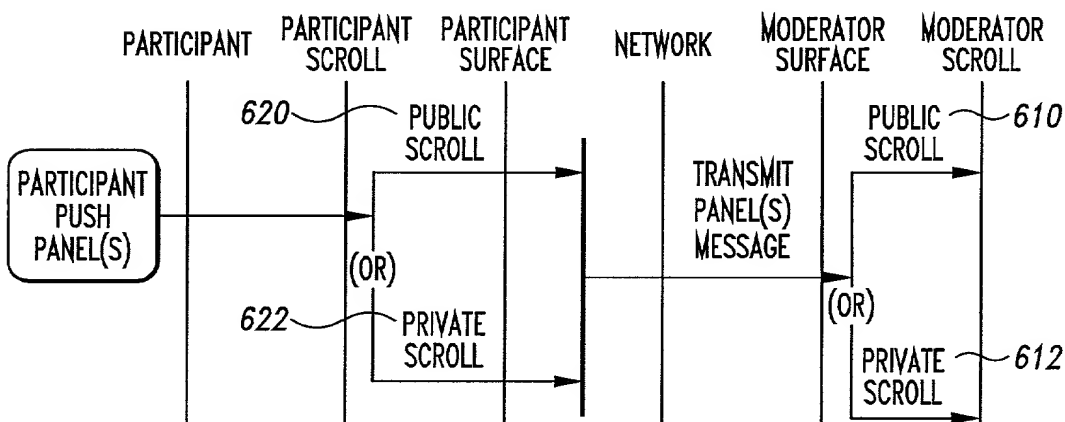 PARTICIPANT
PARTICIPANT
SCROLL
PARTICIPANT
SURFACE
NETWORK
MODERATOR
SURFACE
MODERATOR
SCROLL
620
PUBLIC
SCROLL
PUBLIC
SCROLL
610
PARTICIPANT
PUSH
PANEL(S)
TRANSMIT
PANEL(S)
MESSAGE
(OR)
(OR)
622
PRIVATE
SCROLL
PRIVATE
SCROLL
612